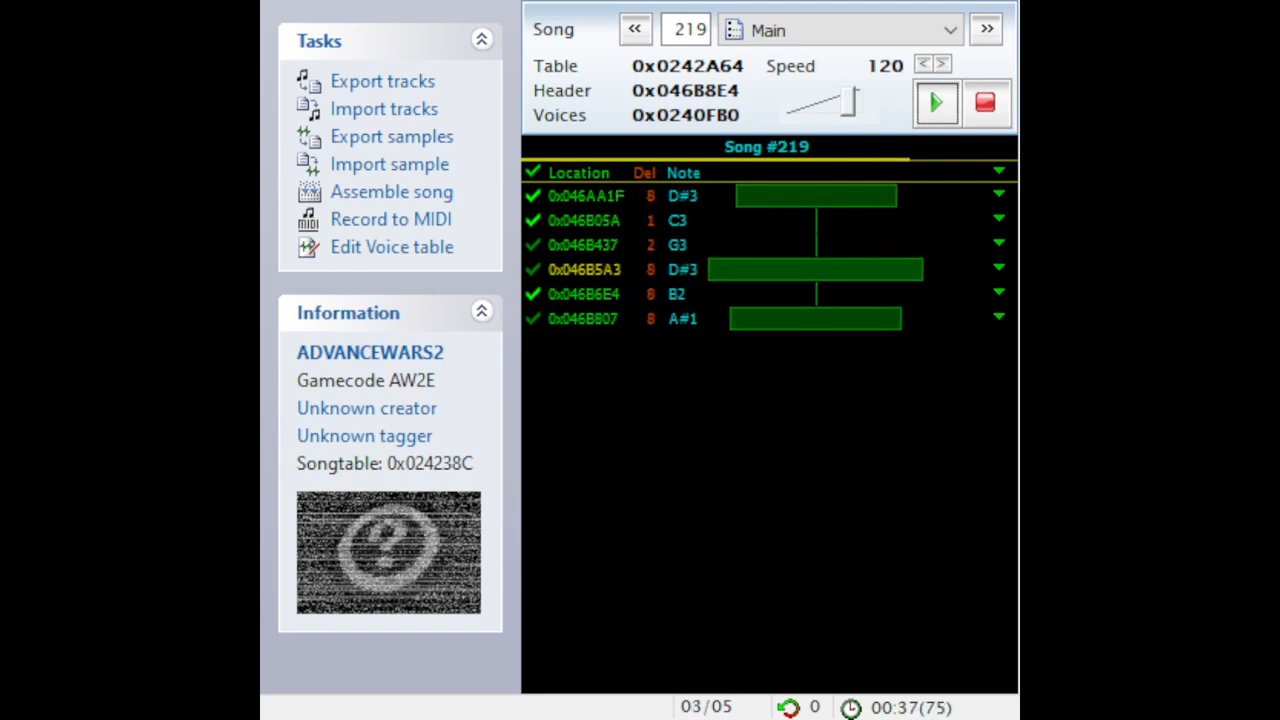 Tasks
Export tracks
Import tracks
Export samples
Import sample
Assemble song
Record to MIDI
Edit Voice table
Information
ADVANCEWARS2
Gamecode AW2E
Unknown creator
Unknown tagger
Songtable: 0x024238C
Song << 219 Main >>
Table 0x0242A64 Speed 120 < >
Header 0x046B8E4
Voices 0x0240FB0
Song #219
Location Del Note
0x046AA1F 8 D#3
0x046B05A 1 C3
0x046B437 2 G3
0x046B5A3 8 D#3
0x046B6E4 8 B2
0x046B807 8 A#1
03/05 0 00:37(75)